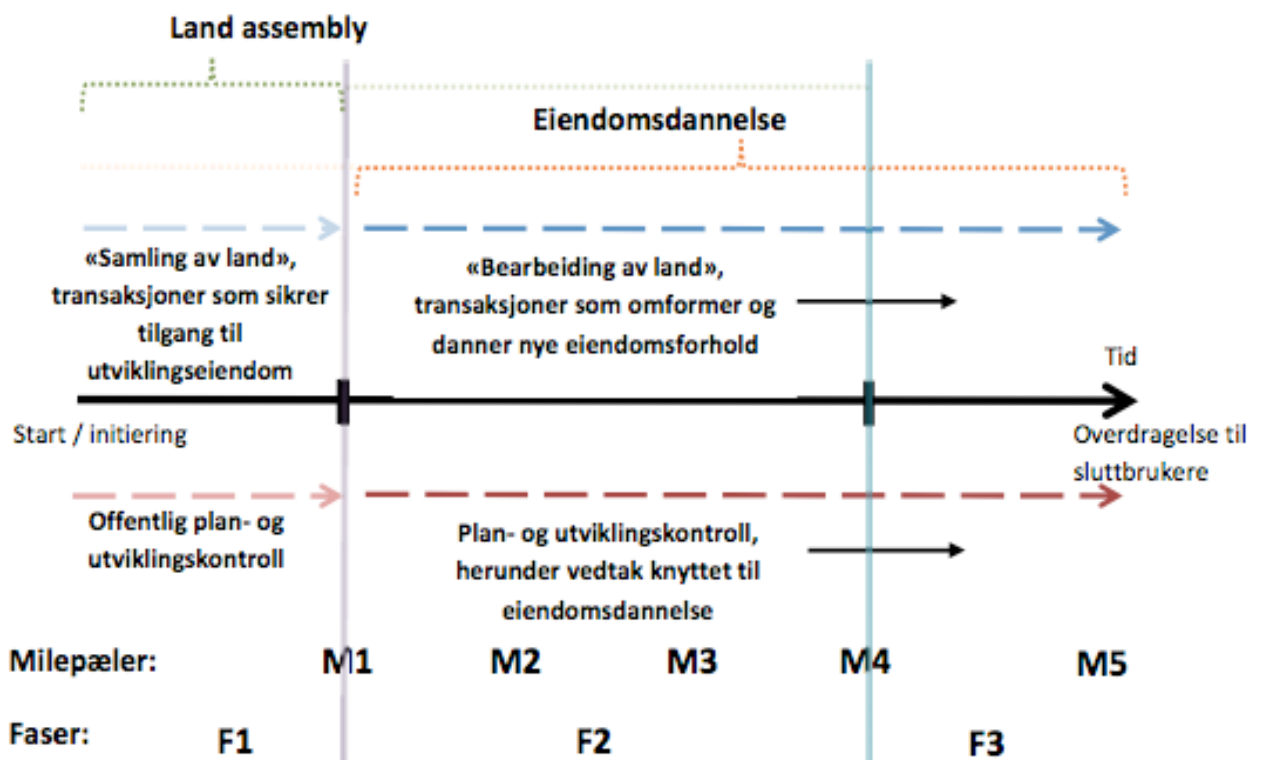 Land assembly
Eiendomsdannelse
«Samling av land»,
transaksjoner som sikrer
tilgang til
utviklingseiendom
«Bearbeiding av land»,
transaksjoner som omformer og
danner nye eiendomsforhold
Tid
Start / initiering
Overdragelse til
sluttbrukere
Offentlig plan- og
utviklingskontroll
Plan- og utviklingskontroll,
herunder vedtak knyttet til
eiendomsdannelse
Milepæler: M1 M2 M3 M4 M5
Faser: F1 F2 F3